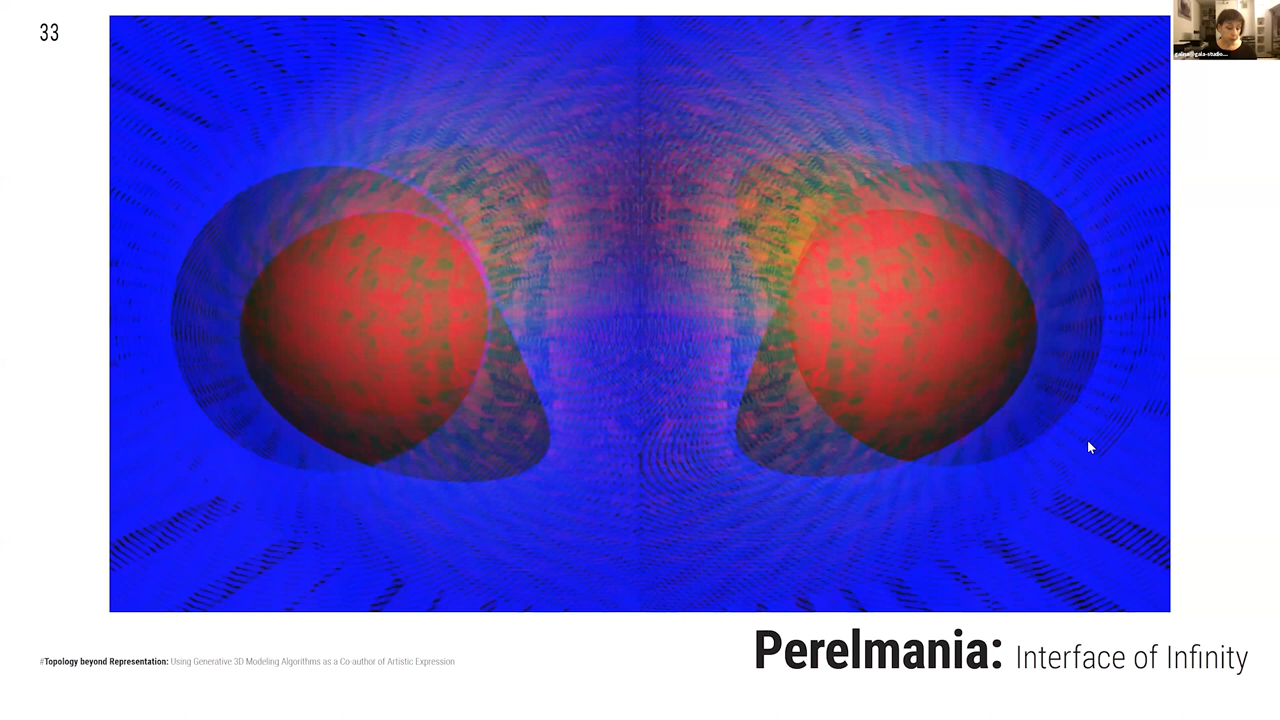 33
#Topology beyond Representation: Using Generative 3D Modeling Algorithms as a Co-author of Artistic Expression
Perelmania: Interface of Infinity